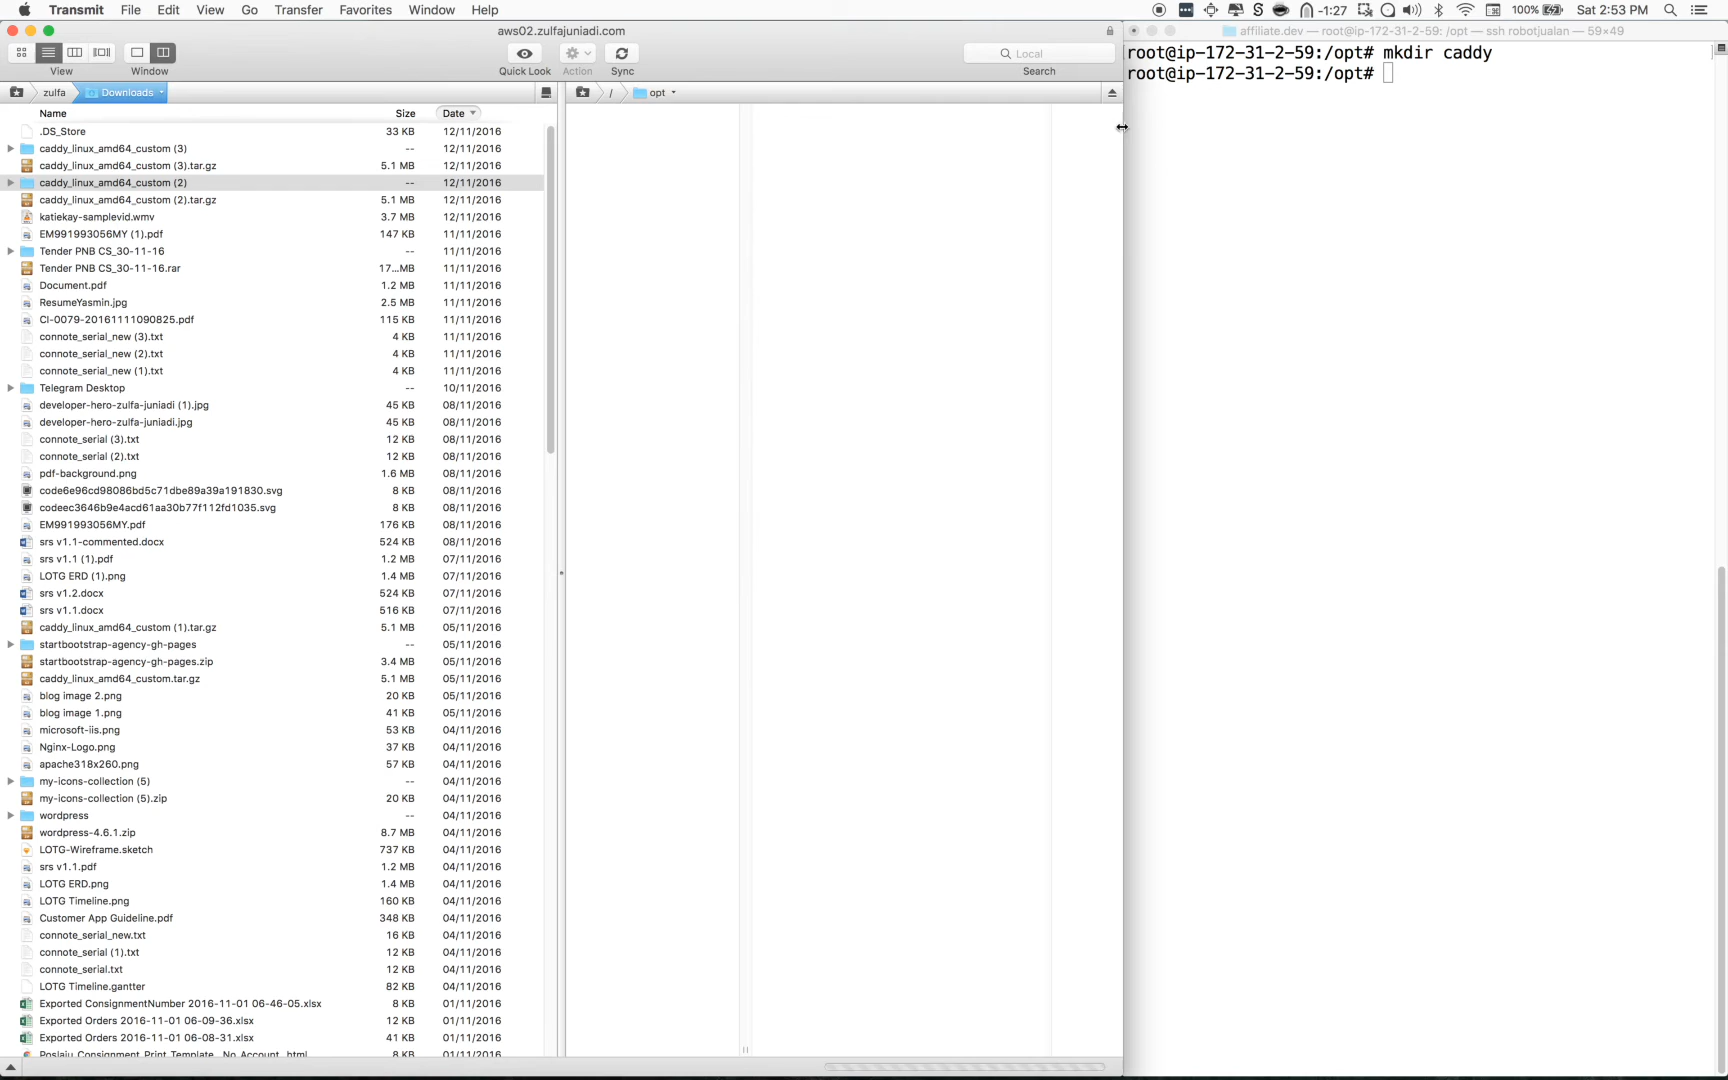 Transmit File Edit View Go Transfer Favorites Window Help
-1:27 100% Sat 2:53 PM
aws02.zulfajuniadi.com
affiliate.dev — root@ip-172-31-2-59: /opt — ssh robotjualan — 59×49
Local
View Window Quick Look Action Sync Search
zulfa Downloads
/ opt
Name Size Date
.DS_Store 33 KB 12/11/2016
caddy_linux_amd64_custom (3) -- 12/11/2016
caddy_linux_amd64_custom (3).tar.gz 5.1 MB 12/11/2016
caddy_linux_amd64_custom (2) -- 12/11/2016
caddy_linux_amd64_custom (2).tar.gz 5.1 MB 12/11/2016
katiekay-samplevid.wmv 3.7 MB 12/11/2016
EM991993056MY (1).pdf 147 KB 11/11/2016
Tender PNB CS_30-11-16 -- 11/11/2016
Tender PNB CS_30-11-16.rar 17...MB 11/11/2016
Document.pdf 1.2 MB 11/11/2016
ResumeYasmin.jpg 2.5 MB 11/11/2016
CI-0079-20161111090825.pdf 115 KB 11/11/2016
connote_serial_new (3).txt 4 KB 11/11/2016
connote_serial_new (2).txt 4 KB 11/11/2016
connote_serial_new (1).txt 4 KB 11/11/2016
Telegram Desktop -- 10/11/2016
developer-hero-zulfa-juniadi (1).jpg 45 KB 08/11/2016
developer-hero-zulfa-juniadi.jpg 45 KB 08/11/2016
connote_serial (3).txt 12 KB 08/11/2016
connote_serial (2).txt 12 KB 08/11/2016
pdf-background.png 1.6 MB 08/11/2016
code6e96cd98086bd5c71dbe89a39a191830.svg 8 KB 08/11/2016
codeec3646b9e4acd61aa30b77f112fd1035.svg 8 KB 08/11/2016
EM991993056MY.pdf 176 KB 08/11/2016
srs v1.1-commented.docx 524 KB 08/11/2016
srs v1.1 (1).pdf 1.2 MB 07/11/2016
LOTG ERD (1).png 1.4 MB 07/11/2016
srs v1.2.docx 524 KB 07/11/2016
srs v1.1.docx 516 KB 07/11/2016
caddy_linux_amd64_custom (1).tar.gz 5.1 MB 05/11/2016
startbootstrap-agency-gh-pages -- 05/11/2016
startbootstrap-agency-gh-pages.zip 3.4 MB 05/11/2016
caddy_linux_amd64_custom.tar.gz 5.1 MB 05/11/2016
blog image 2.png 20 KB 05/11/2016
blog image 1.png 41 KB 05/11/2016
microsoft-iis.png 53 KB 04/11/2016
Nginx-Logo.png 37 KB 04/11/2016
apache318x260.png 57 KB 04/11/2016
my-icons-collection (5) -- 04/11/2016
my-icons-collection (5).zip 20 KB 04/11/2016
wordpress -- 04/11/2016
wordpress-4.6.1.zip 8.7 MB 04/11/2016
LOTG-Wireframe.sketch 737 KB 04/11/2016
srs v1.1.pdf 1.2 MB 04/11/2016
LOTG ERD.png 1.4 MB 04/11/2016
LOTG Timeline.png 160 KB 04/11/2016
Customer App Guideline.pdf 348 KB 04/11/2016
connote_serial_new.txt 16 KB 04/11/2016
connote_serial (1).txt 12 KB 04/11/2016
connote_serial.txt 12 KB 04/11/2016
LOTG Timeline.gantter 82 KB 04/11/2016
Exported ConsignmentNumber 2016-11-01 06-46-05.xlsx 8 KB 01/11/2016
Exported Orders 2016-11-01 06-09-36.xlsx 12 KB 01/11/2016
Exported Orders 2016-11-01 06-08-31.xlsx 41 KB 01/11/2016
Poslaju Consignment Print Template No Account .html 8 KB 01/11/2016
root@ip-172-31-2-59:/opt# mkdir caddy
root@ip-172-31-2-59:/opt#